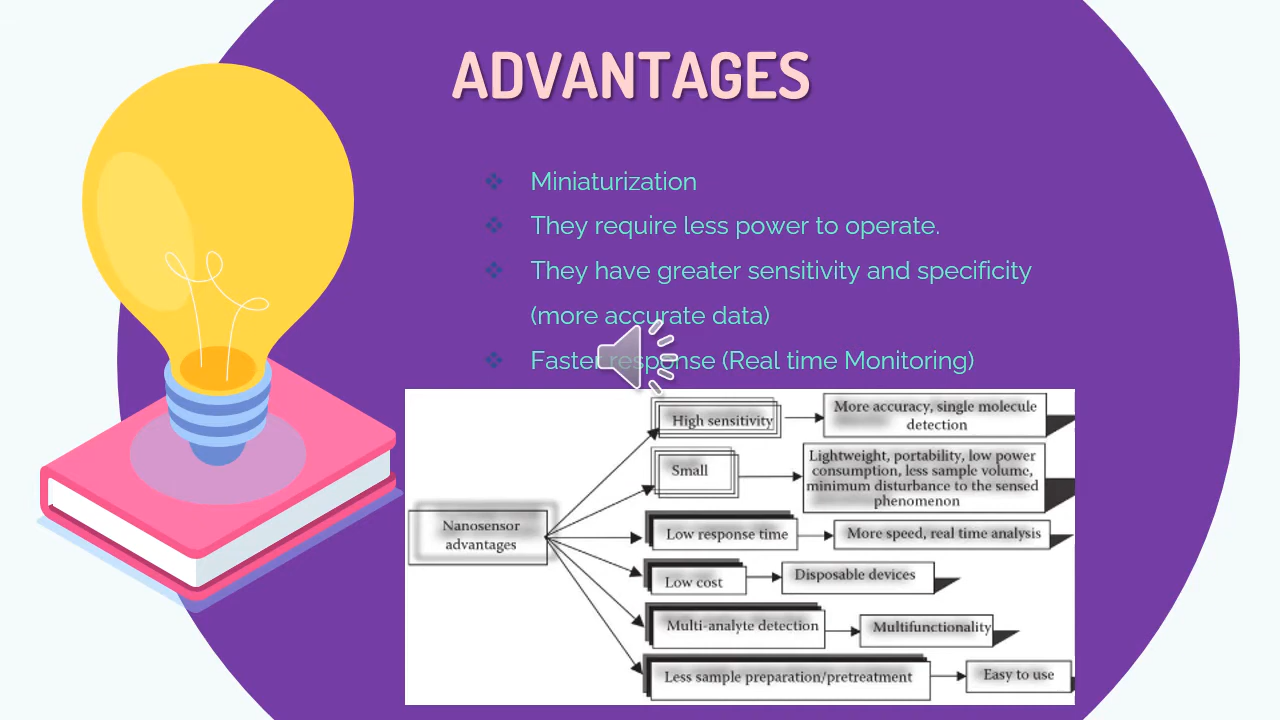 ADVANTAGES
❖ Miniaturization
❖ They require less power to operate.
❖ They have greater sensitivity and specificity
(more accurate data)
❖ Faster response (Real time Monitoring)
Nanosensor
advantages
High sensitivity
More accuracy, single molecule
detection
Small
Lightweight, portability, low power
consumption, less sample volume,
minimum disturbance to the sensed
phenomenon
Low response time
More speed, real time analysis
Low cost
Disposable devices
Multi-analyte detection
Multifunctionality
Less sample preparation/pretreatment
Easy to use